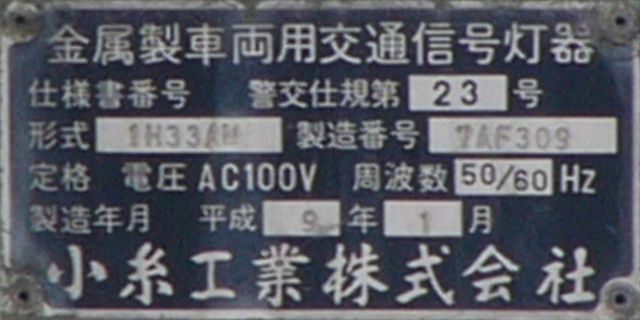 金属製車両用交通信号灯器
仕様書番号 警交仕規第 23 号
形式 1H33AH 製造番号 7AF309
定格 電圧 AC100V 周波数 50/60 Hz
製造年月 平成 9 年 1 月
小糸工業株式会社